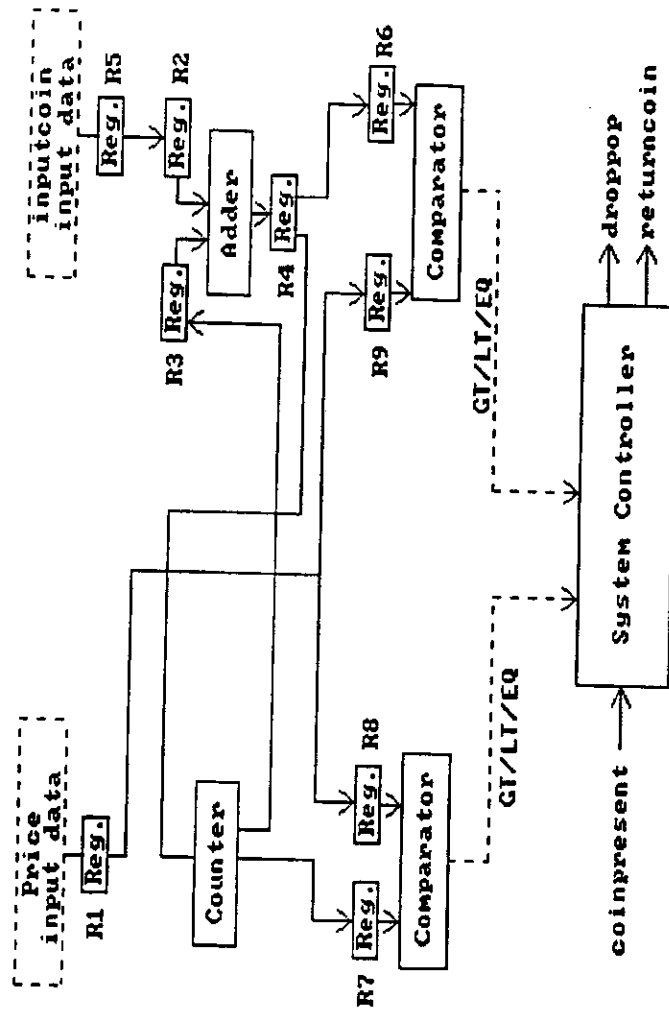 Price
input data
inputcoin
input data
R1
Reg.
Reg.
R5
Reg.
R2
R3
Reg.
Adder
Reg.
R4
Counter
R7
Reg.
Reg.
R8
R9
Reg.
Reg.
R6
Comparator
Comparator
GT/LT/EQ
GT/LT/EQ
coinpresent
System Controller
droppop
returncoin